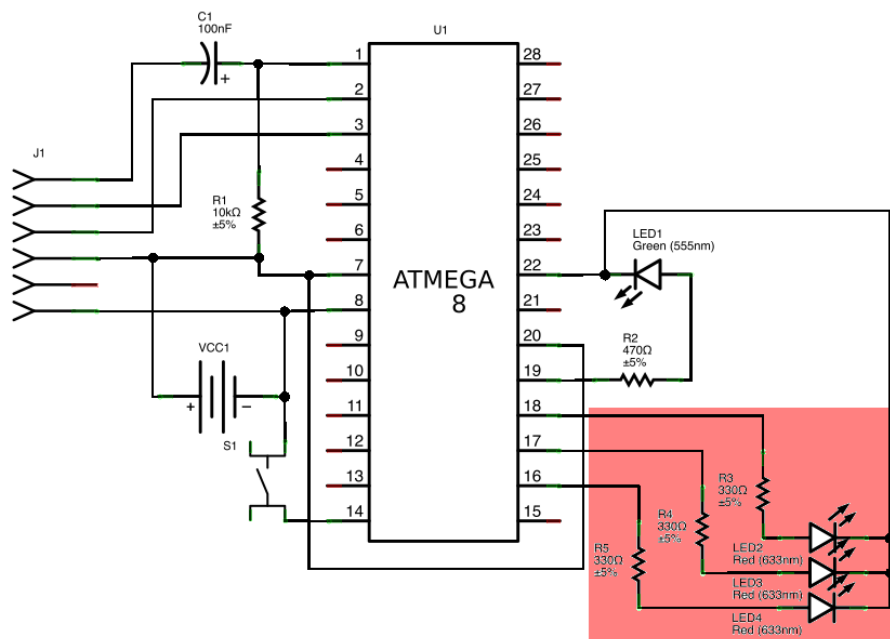 C1
100nF
+
U1
J1
1
2
3
4
5
6
7
8
9
10
11
12
13
14
28
27
26
25
24
23
22
21
20
19
18
17
16
15
ATMEGA
8
R1
10kΩ
±5%
VCC1
+
−
S1
LED1
Green (555nm)
R2
470Ω
±5%
R3
330Ω
±5%
R4
330Ω
±5%
R5
330Ω
±5%
LED2
Red (633nm)
LED3
Red (633nm)
LED4
Red (633nm)